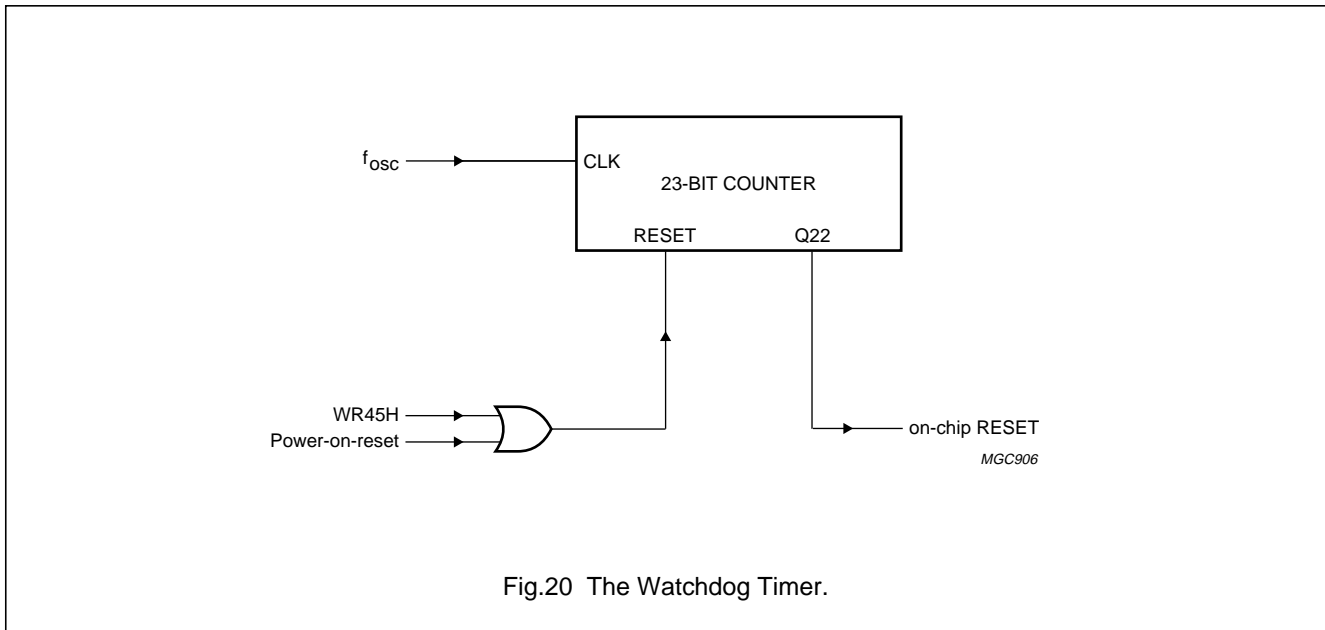 f_osc
CLK
23-BIT COUNTER
RESET
Q22
WR45H
Power-on-reset
on-chip RESET
MGC906
Fig.20 The Watchdog Timer.